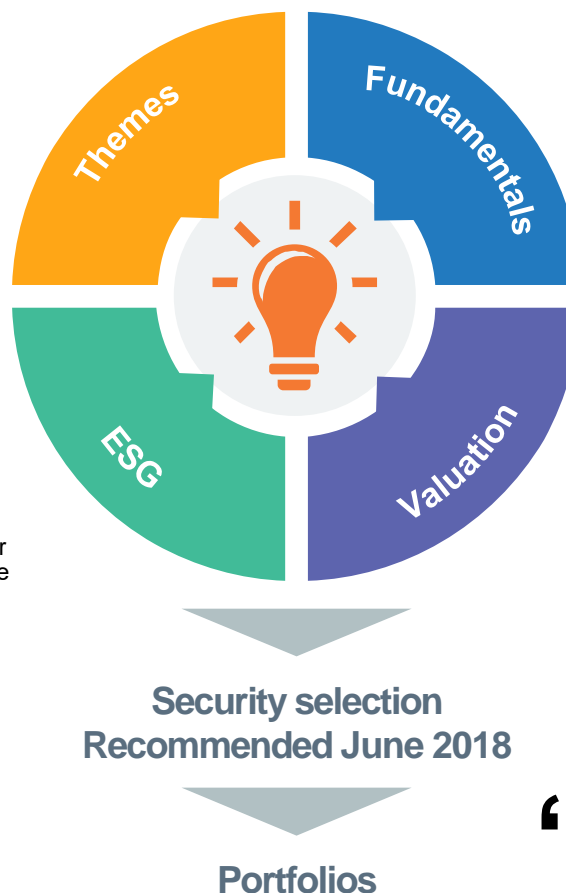 Themes
Fundamentals
ESG
Valuation
r
e
Security selection
Recommended June 2018
‘
Portfolios